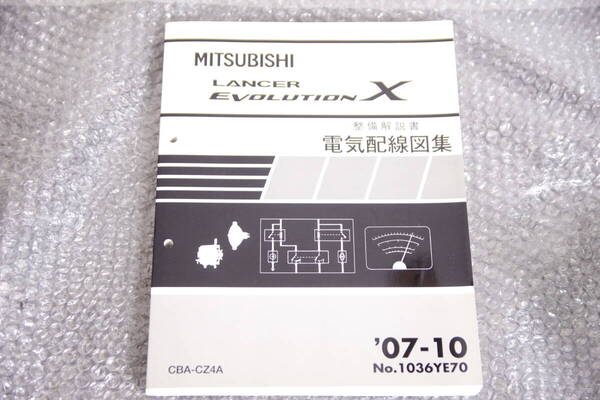 MITSUBISHI
LANCER
EVOLUTION X
整備解説書
電気配線図集
'07-10
No.1036YE70
CBA-CZ4A